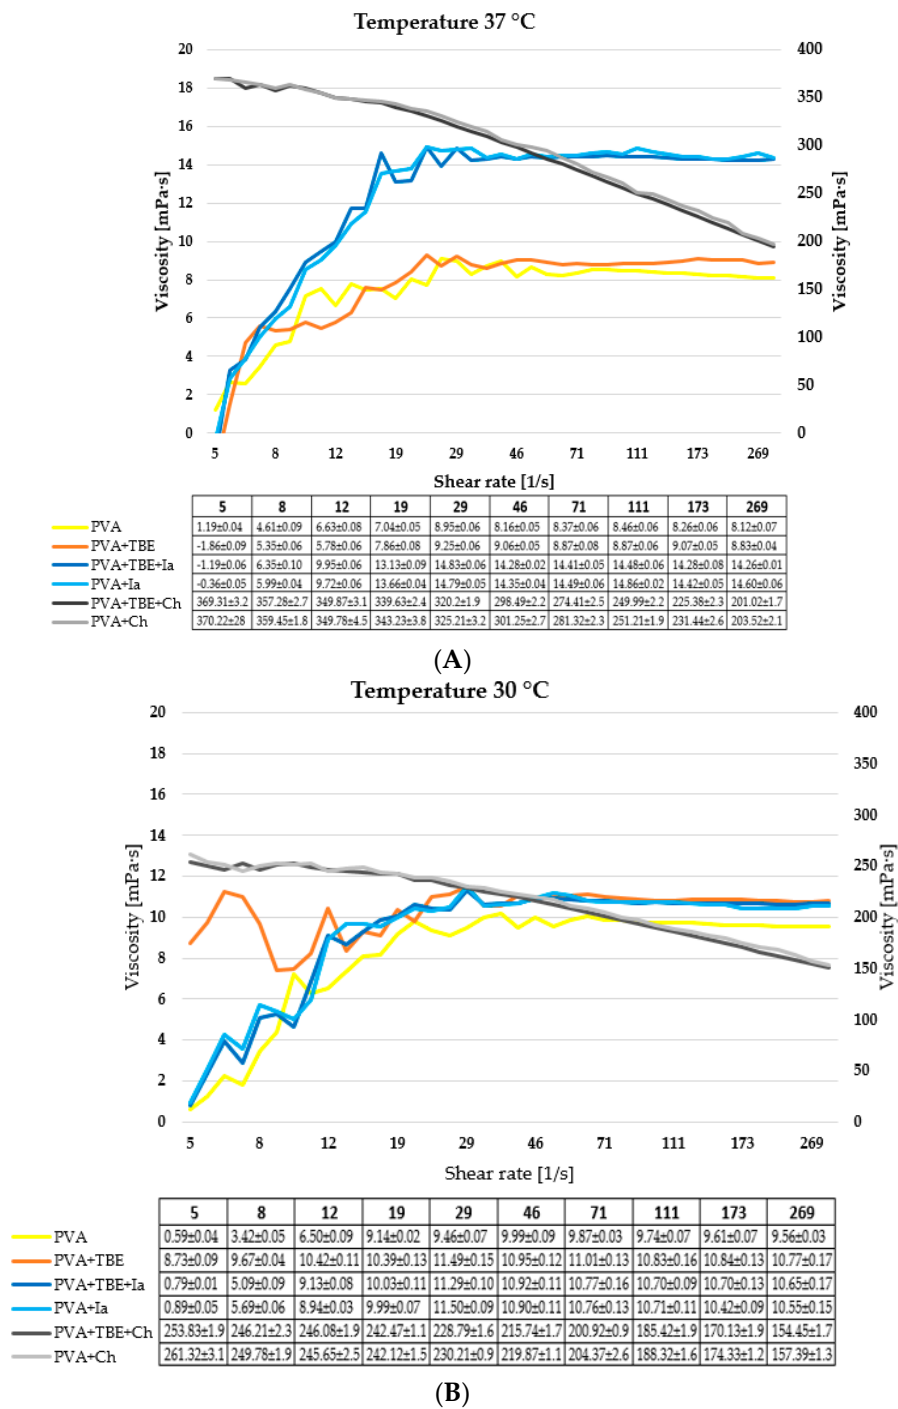 Temperature 37 °C
20 400
18 350
16 300
14
12 250
10 200
8 150
6
4 100
2 50
0 0
Viscosity [mPa·s]
Viscosity [mPa·s]
5 8 12 19 29 46 71 111 173 269
Shear rate [1/s]
5 8 12 19 29 46 71 111 173 269
PVA 1.19±0.04 4.61±0.09 6.63±0.08 7.04±0.05 8.95±0.06 8.16±0.05 8.37±0.06 8.46±0.06 8.26±0.06 8.12±0.07
PVA+TBE -1.86±0.09 5.35±0.06 5.78±0.06 7.86±0.08 9.25±0.06 9.06±0.05 8.87±0.08 8.87±0.06 9.07±0.05 8.83±0.04
PVA+TBE+Ia -1.19±0.06 6.35±0.10 9.95±0.06 13.13±0.09 14.83±0.06 14.28±0.02 14.41±0.05 14.48±0.06 14.28±0.08 14.26±0.01
PVA+Ia -0.36±0.05 5.99±0.04 9.72±0.06 13.66±0.04 14.79±0.05 14.35±0.04 14.49±0.06 14.86±0.02 14.42±0.05 14.60±0.06
PVA+TBE+Ch 369.31±3.2 357.28±2.7 349.87±3.1 339.63±2.4 320.2±1.9 298.49±2.2 274.41±2.5 249.99±2.2 225.38±2.3 201.02±1.7
PVA+Ch 370.22±28 359.45±1.8 349.78±4.5 343.23±3.8 325.21±3.2 301.25±2.7 281.32±2.3 251.21±1.9 231.44±2.6 203.52±2.1
(A)
Temperature 30 °C
20 400
18 350
16 300
14
12 250
10 200
8 150
6
4 100
2 50
0 0
Viscosity [mPa·s]
Viscosity [mPa·s]
5 8 12 19 29 46 71 111 173 269
Shear rate [1/s]
5 8 12 19 29 46 71 111 173 269
PVA 0.59±0.04 3.42±0.05 6.50±0.09 9.14±0.02 9.46±0.07 9.99±0.09 9.87±0.03 9.74±0.07 9.61±0.07 9.56±0.03
PVA+TBE 8.73±0.09 9.67±0.04 10.42±0.11 10.39±0.13 11.49±0.15 10.95±0.12 11.01±0.13 10.83±0.16 10.84±0.13 10.77±0.17
PVA+TBE+Ia 0.79±0.01 5.09±0.09 9.13±0.08 10.03±0.11 11.29±0.10 10.92±0.11 10.77±0.16 10.70±0.09 10.70±0.13 10.65±0.17
PVA+Ia 0.89±0.05 5.69±0.06 8.94±0.03 9.99±0.07 11.50±0.09 10.90±0.11 10.76±0.13 10.71±0.11 10.42±0.09 10.55±0.15
PVA+TBE+Ch 253.83±1.9 246.21±2.3 246.08±1.9 242.47±1.1 228.79±1.6 215.74±1.7 200.92±0.9 185.42±1.9 170.13±1.9 154.45±1.7
PVA+Ch 261.32±3.1 249.78±1.9 245.65±2.5 242.12±1.5 230.21±0.9 219.87±1.1 204.37±2.6 188.32±1.6 174.33±1.2 157.39±1.3
(B)